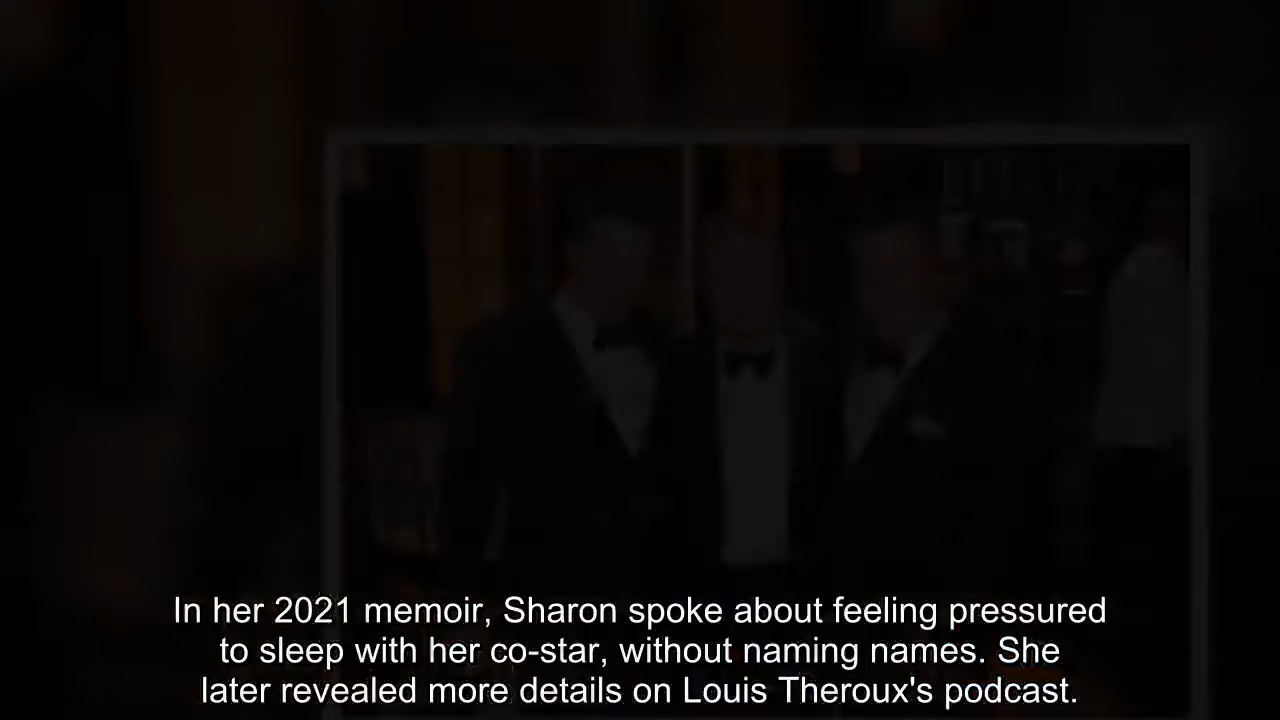 In her 2021 memoir, Sharon spoke about feeling pressured
to sleep with her co-star, without naming names. She
later revealed more details on Louis Theroux's podcast.